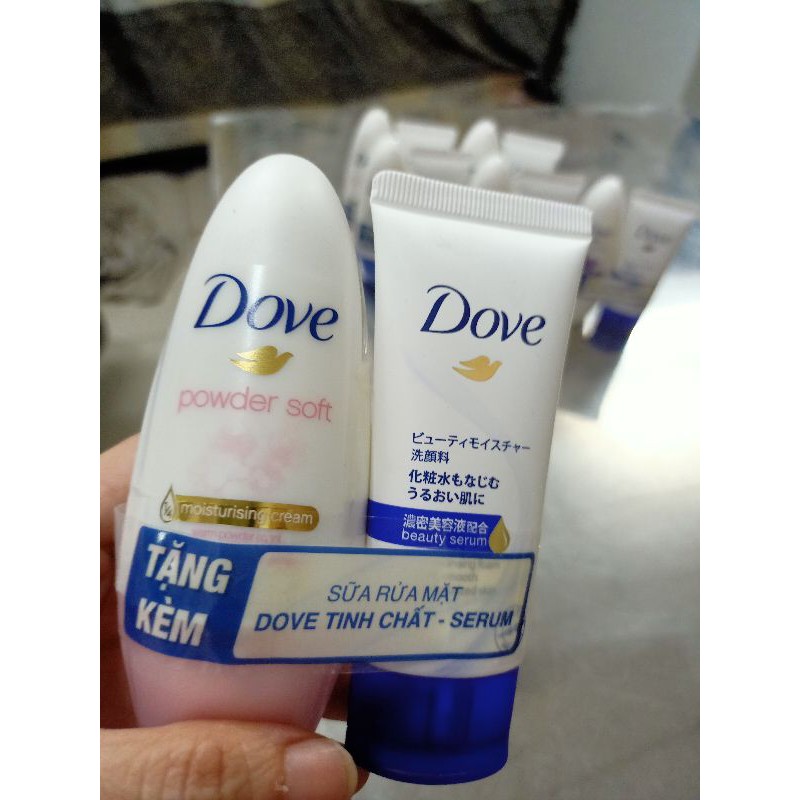 Dove
powder soft
moisturising cream
Dove
ビューティモイスチャー
洗顔料
化粧水もなじむ
うるおい肌に
濃密美容液配合
beauty serum
TẶNG
KÈM
SỮA RỬA MẶT
DOVE TINH CHẤT - SERUM
Dove